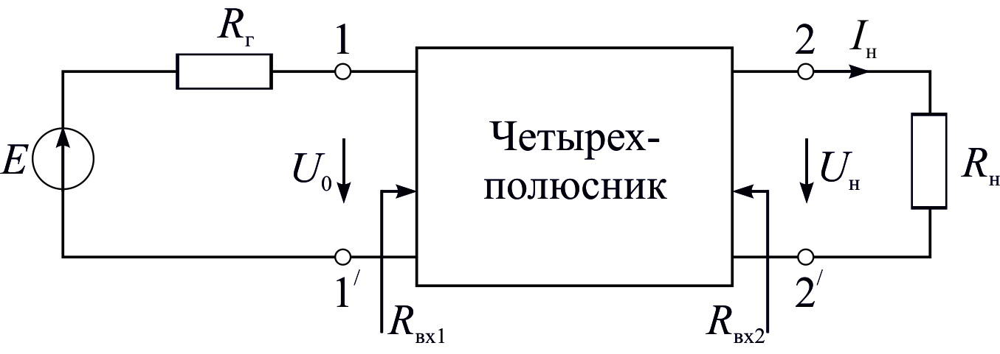 Rг
1
2
Iн
E
U0
Четырех-
полюсник
Uн
Rн
1/
2/
Rвх1
Rвх2